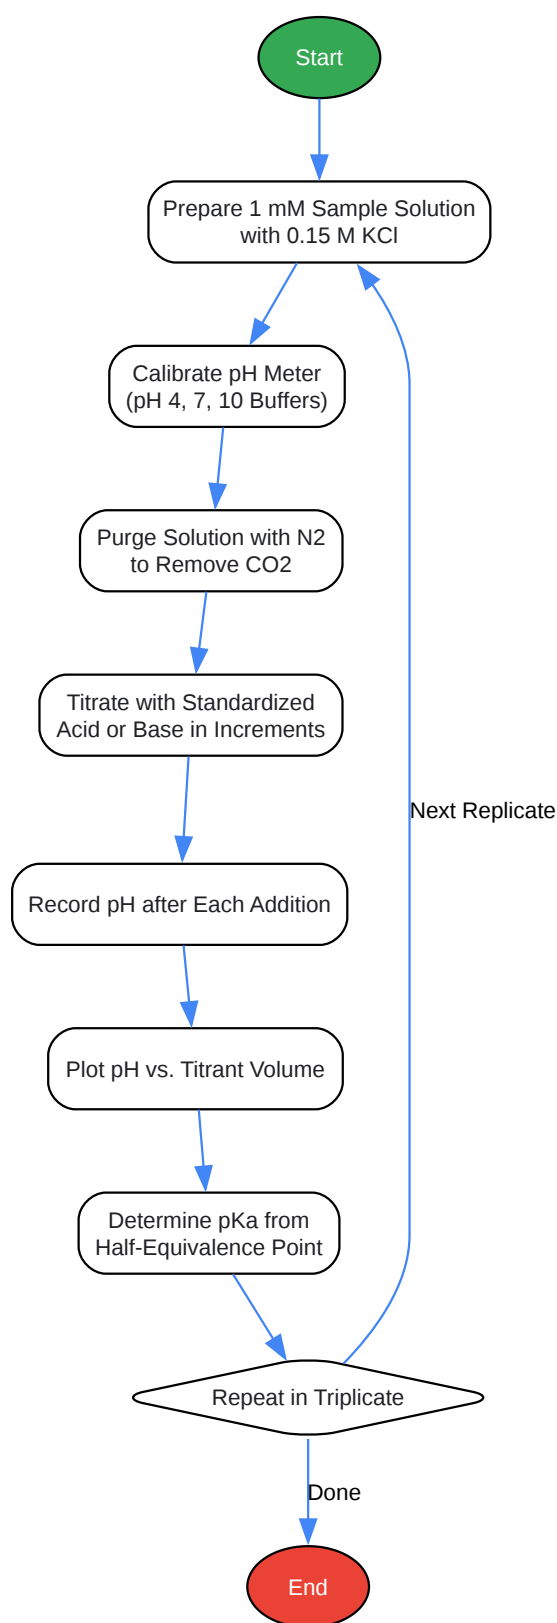 Start
Prepare 1 mM Sample Solution
with 0.15 M KCl
Calibrate pH Meter
(pH 4, 7, 10 Buffers)
Purge Solution with N2
to Remove CO2
Titrate with Standardized
Acid or Base in Increments
Next Replicate
Record pH after Each Addition
Plot pH vs. Titrant Volume
Determine pKa from
Half-Equivalence Point
Repeat in Triplicate
Done
End